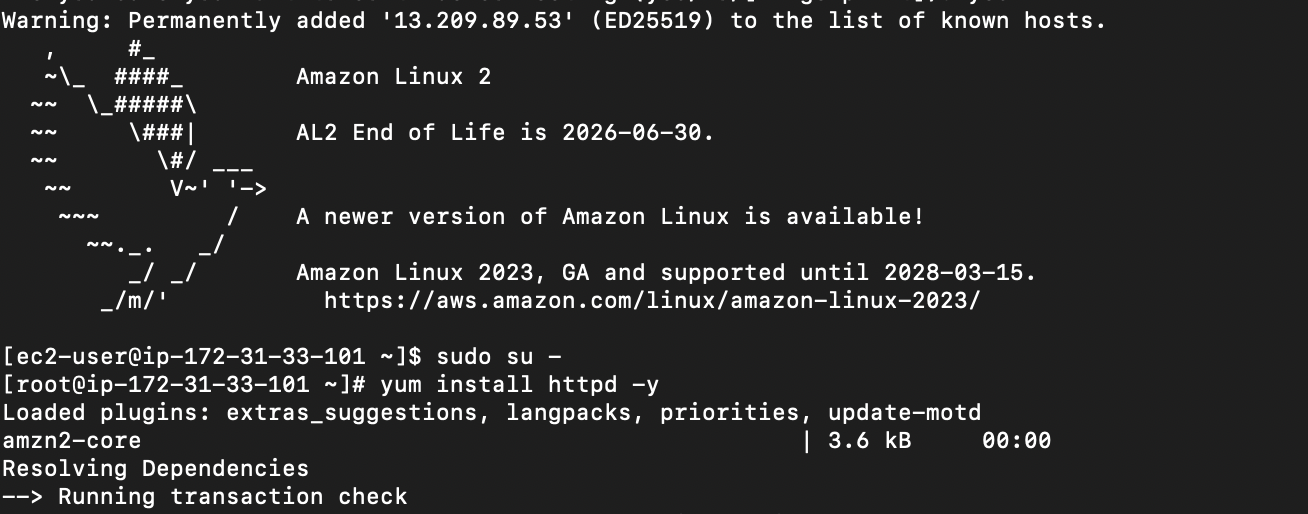 Warning: Permanently added '13.209.89.53' (ED25519) to the list of known hosts.
   ,     #_
   ~\_  ####_        Amazon Linux 2
  ~~  \_#####\
  ~~     \###|       AL2 End of Life is 2026-06-30.
  ~~       \#/ ___
   ~~       V~' '->
    ~~~         /    A newer version of Amazon Linux is available!
      ~~._.   _/
         _/ _/       Amazon Linux 2023, GA and supported until 2028-03-15.
       _/m/'           https://aws.amazon.com/linux/amazon-linux-2023/
[ec2-user@ip-172-31-33-101 ~]$ sudo su -
[root@ip-172-31-33-101 ~]# yum install httpd -y
Loaded plugins: extras_suggestions, langpacks, priorities, update-motd
amzn2-core                                               | 3.6 kB     00:00
Resolving Dependencies
--> Running transaction check